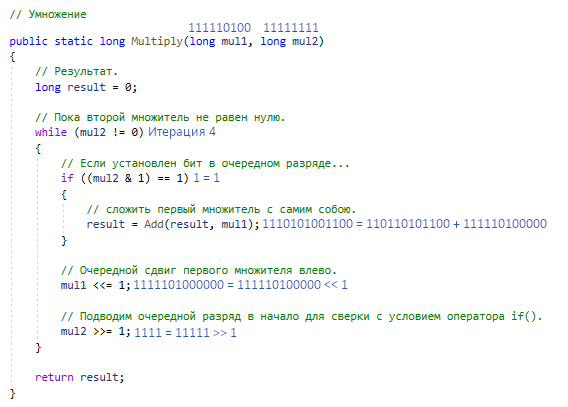 // Умножение
111110100 11111111
public static long Multiply(long mul1, long mul2)
{
// Результат.
long result = 0;
// Пока второй множитель не равен нулю.
while (mul2 != 0) Итерация 4
{
// Если установлен бит в очередном разряде...
if ((mul2 & 1) == 1) 1 = 1
{
// сложить первый множитель с самим собою.
result = Add(result, mul1); 1110101001100 = 110110101100 + 111110100000
}
// Очередной сдвиг первого множителя влево.
mul1 <<= 1; 1111101000000 = 111110100000 << 1
// Подводим очередной разряд в начало для сверки с условием оператора if().
mul2 >>= 1; 1111 = 11111 >> 1
}
return result;
}